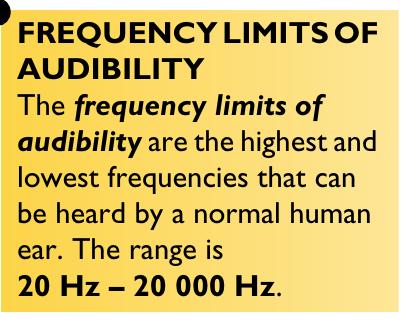 FREQUENCY LIMITS OF
AUDIBILITY
The frequency limits of
audibility are the highest and
lowest frequencies that can
be heard by a normal human
ear. The range is
20 Hz – 20 000 Hz.